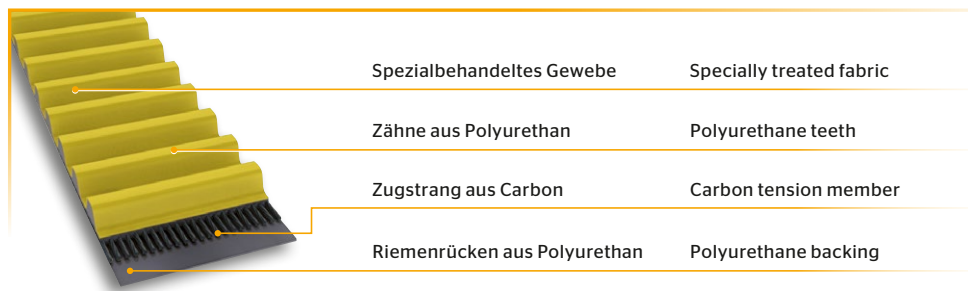 Spezialbehandeltes Gewebe Specially treated fabric
Zähne aus Polyurethan Polyurethane teeth
Zugstrang aus Carbon Carbon tension member
Riemenrücken aus Polyurethan Polyurethane backing